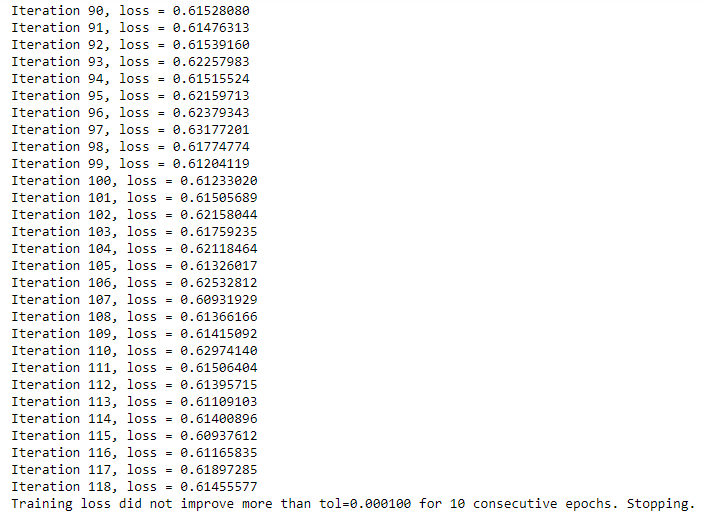 Iteration 90, loss = 0.61528080
Iteration 91, loss = 0.61476313
Iteration 92, loss = 0.61539160
Iteration 93, loss = 0.62257983
Iteration 94, loss = 0.61515524
Iteration 95, loss = 0.62159713
Iteration 96, loss = 0.62379343
Iteration 97, loss = 0.63177201
Iteration 98, loss = 0.61774774
Iteration 99, loss = 0.61204119
Iteration 100, loss = 0.61233020
Iteration 101, loss = 0.61505689
Iteration 102, loss = 0.62158044
Iteration 103, loss = 0.61759235
Iteration 104, loss = 0.62118464
Iteration 105, loss = 0.61326017
Iteration 106, loss = 0.62532812
Iteration 107, loss = 0.60931929
Iteration 108, loss = 0.61366166
Iteration 109, loss = 0.61415092
Iteration 110, loss = 0.62974140
Iteration 111, loss = 0.61506404
Iteration 112, loss = 0.61395715
Iteration 113, loss = 0.61109103
Iteration 114, loss = 0.61400896
Iteration 115, loss = 0.60937612
Iteration 116, loss = 0.61165835
Iteration 117, loss = 0.61897285
Iteration 118, loss = 0.61455577
Training loss did not improve more than tol=0.000100 for 10 consecutive epochs. Stopping.